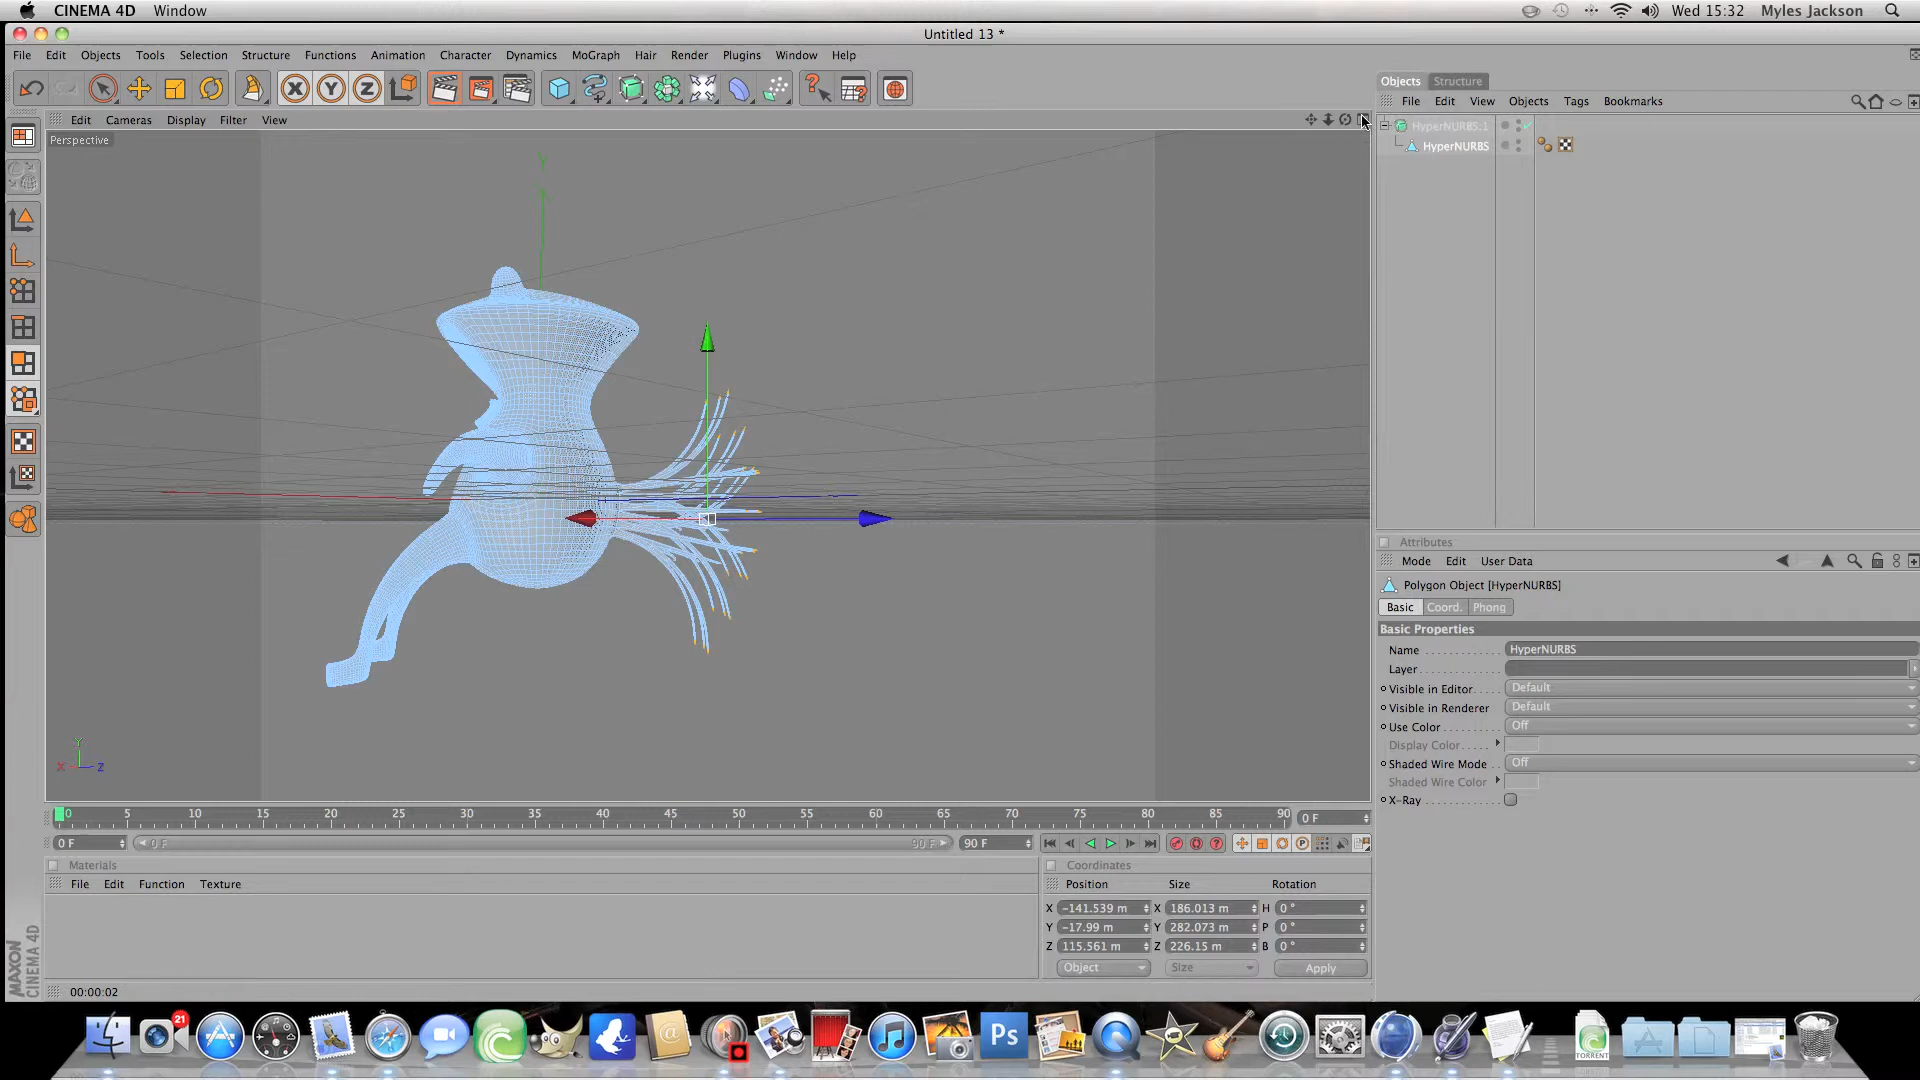 CINEMA 4D Window Wed 15:32 Myles Jackson
Untitled 13 *
File Edit Objects Tools Selection Structure Functions Animation Character Dynamics MoGraph Hair Render Plugins Window Help
X Y Z
Objects Structure
File Edit View Objects Tags Bookmarks
Edit Cameras Display Filter View
Perspective
HyperNURBS.1
HyperNURBS
Y
Attributes
Mode Edit User Data
Polygon Object [HyperNURBS]
Basic Coord. Phong
Basic Properties
Name HyperNURBS
Layer
Visible in Editor Default
Visible in Renderer Default
Use Color Off
Display Color
Shaded Wire Mode Off
Shaded Wire Color
X-Ray
Y
X Z
0 5 10 15 20 25 30 35 40 45 50 55 60 65 70 75 80 85 90 0 F
0 F 0 F 90 F 90 F
Materials Coordinates
File Edit Function Texture
Position Size Rotation
X -141.539 m X 186.013 m H 0 °
Y -17.99 m Y 282.073 m P 0 °
Z 115.561 m Z 226.15 m B 0 °
Object Size Apply
MAXON
CINEMA 4D
00:00:02
21
Ps
TORRENT